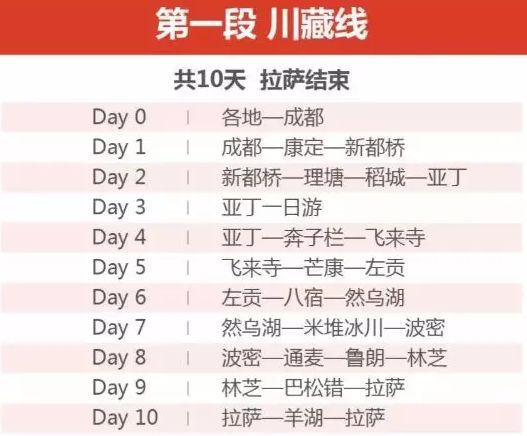 第一段 川藏线
共10天 拉萨结束
Day 0 | 各地—成都
Day 1 | 成都—康定—新都桥
Day 2 | 新都桥—理塘—稻城—亚丁
Day 3 | 亚丁一日游
Day 4 | 亚丁—奔子栏—飞来寺
Day 5 | 飞来寺—芒康—左贡
Day 6 | 左贡—八宿—然乌湖
Day 7 | 然乌湖—米堆冰川—波密
Day 8 | 波密—通麦—鲁朗—林芝
Day 9 | 林芝—巴松错—拉萨
Day 10 | 拉萨—羊湖—拉萨